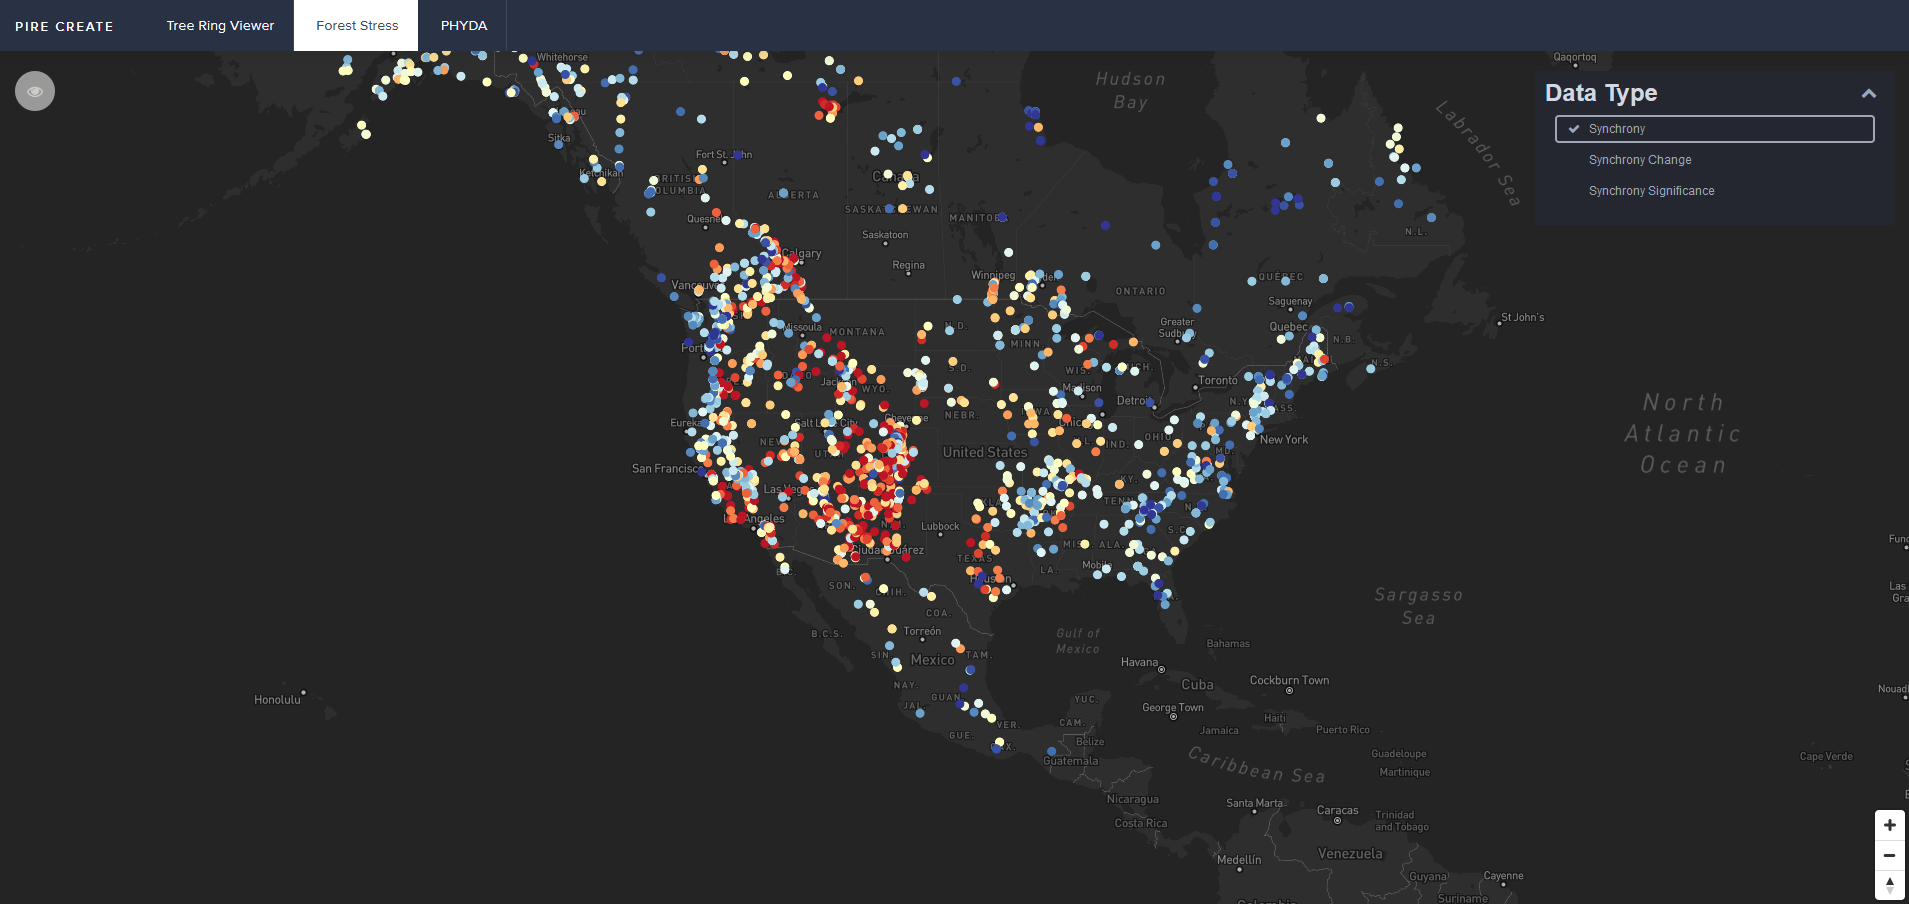 PIRE CREATE
Tree Ring Viewer
Forest Stress
PHYDA
Data Type
Synchrony
Synchrony Change
Synchrony Significance
Whitehorse
Qaqortoq
Hudson
Bay
Labrador Sea
Sitka
Ketchikan
Fort St. John
BRITISH
COLUMBIA
ALBERTA
Canada
SASKATCHEWAN
MANITOBA
Quesnel
Saskatoon
Calgary
Regina
N.L.
Vancouver
Winnipeg
ONTARIO
QUÉBEC
Saguenay
St John's
Greater
Sudbury
Quebec
N.B.
Missoula
MONTANA
N.D.
MINN.
N.S.
S.D.
WIS.
Toronto
WYO.
Madison
Detroit
N.Y.
MASS.
Eureka
Salt Lake City
Cheyenne
NEBR.
IOWA
OHIO
IND.
New York
North
Atlantic
Ocean
UTAH
United States
MD.
San Francisco
Las Vegas
KY.
TENN.
Los Angeles
Lubbock
S.C.
Ciudad Juárez
TEXAS
MISS.
ALA.
LA.
Mobile
Houston
B.C.
SON.
CHIH.
Sargasso
Sea
COA.
B.C.S.
Torreón
Gulf of
Mexico
Bahamas
SIN.
Mexico
TAM.
Havana
NAY.
Cuba
Cockburn Town
Honolulu
GUAN.
YUC.
JAL.
George Town
Haiti
VER.
CAM.
Jamaica
Puerto Rico
GUE.
OAX.
Belize
Guatemala
Caribbean Sea
Guadeloupe
Martinique
Cape Verde
Nicaragua
Costa Rica
Santa Marta
Caracas
Trinidad
and Tobago
Medellín
Venezuela
Guyana
Cayenne
Suriname
Colombia
Las
Gra
Nouad